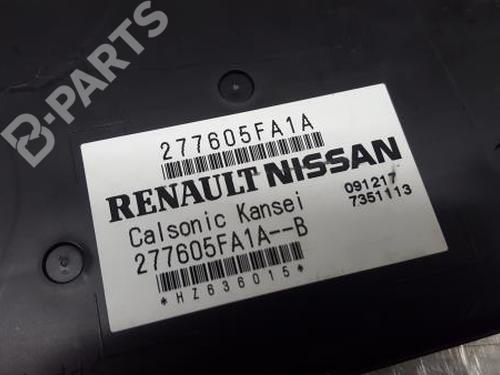 B-PARTS
277605FA1A
RENAULT NISSAN
Calsonic Kansei
091217
7351113
277605FA1A--B
*HZ636015*